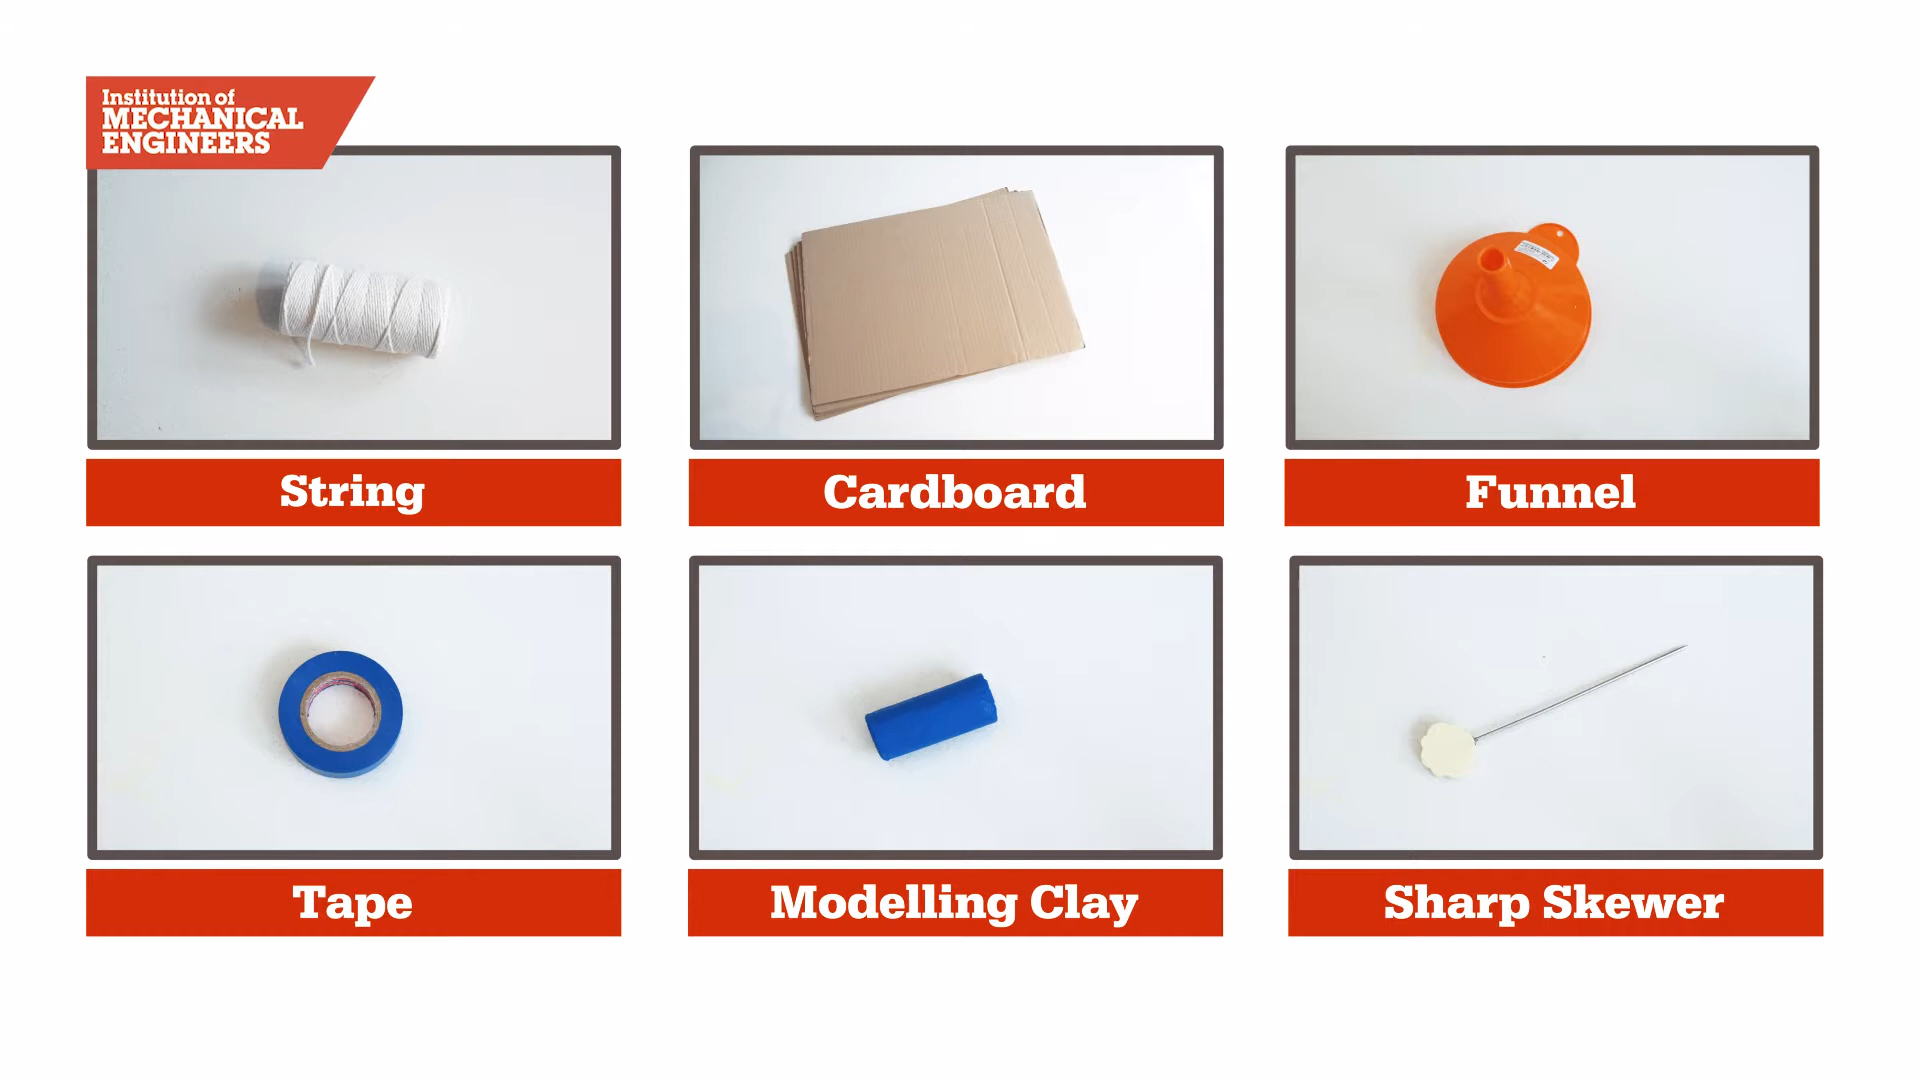 Institution of
MECHANICAL
ENGINEERS
String
Cardboard
Funnel
Tape
Modelling Clay
Sharp Skewer